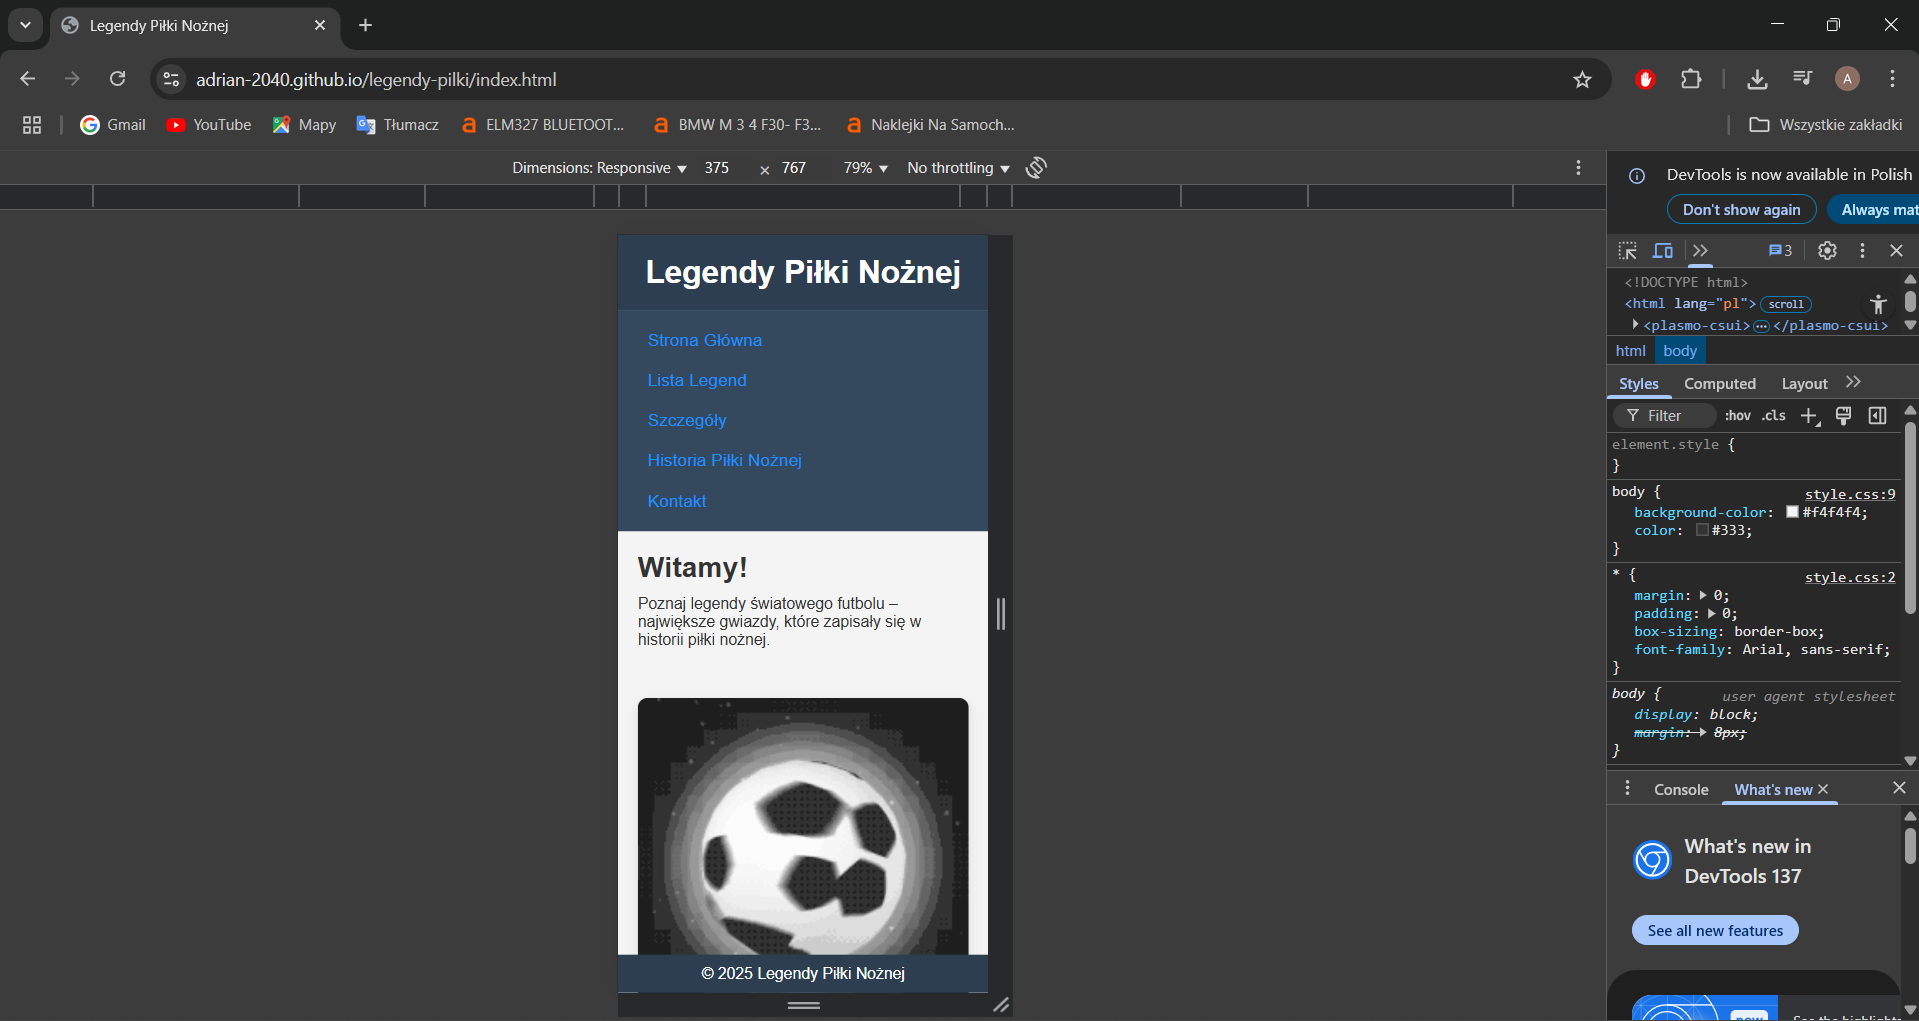 Legendy Piłki Nożnej
adrian-2040.github.io/legendy-pilki/index.html
A
Gmail YouTube Mapy Tłumacz ELM327 BLUETOOT... BMW M 3 4 F30- F3... Naklejki Na Samoch... Wszystkie zakładki
Dimensions: Responsive 375 × 767 79% No throttling
Legendy Piłki Nożnej
Strona Główna
Lista Legend
Szczegóły
Historia Piłki Nożnej
Kontakt
Witamy!
Poznaj legendy światowego futbolu –
największe gwiazdy, które zapisały się w
historii piłki nożnej.
© 2025 Legendy Piłki Nożnej
DevTools is now available in Polish
Don't show again Always mat
3
<!DOCTYPE html>
<html lang="pl"> scroll
<plasmo-csui> … </plasmo-csui>
html body
Styles Computed Layout
Filter :hov .cls
element.style {
}
body { style.css:9
background-color: #f4f4f4;
color: #333;
}
* { style.css:2
margin: 0;
padding: 0;
box-sizing: border-box;
font-family: Arial, sans-serif;
}
body { user agent stylesheet
display: block;
margin: 8px;
}
Console What's new
What's new in
DevTools 137
See all new features
new